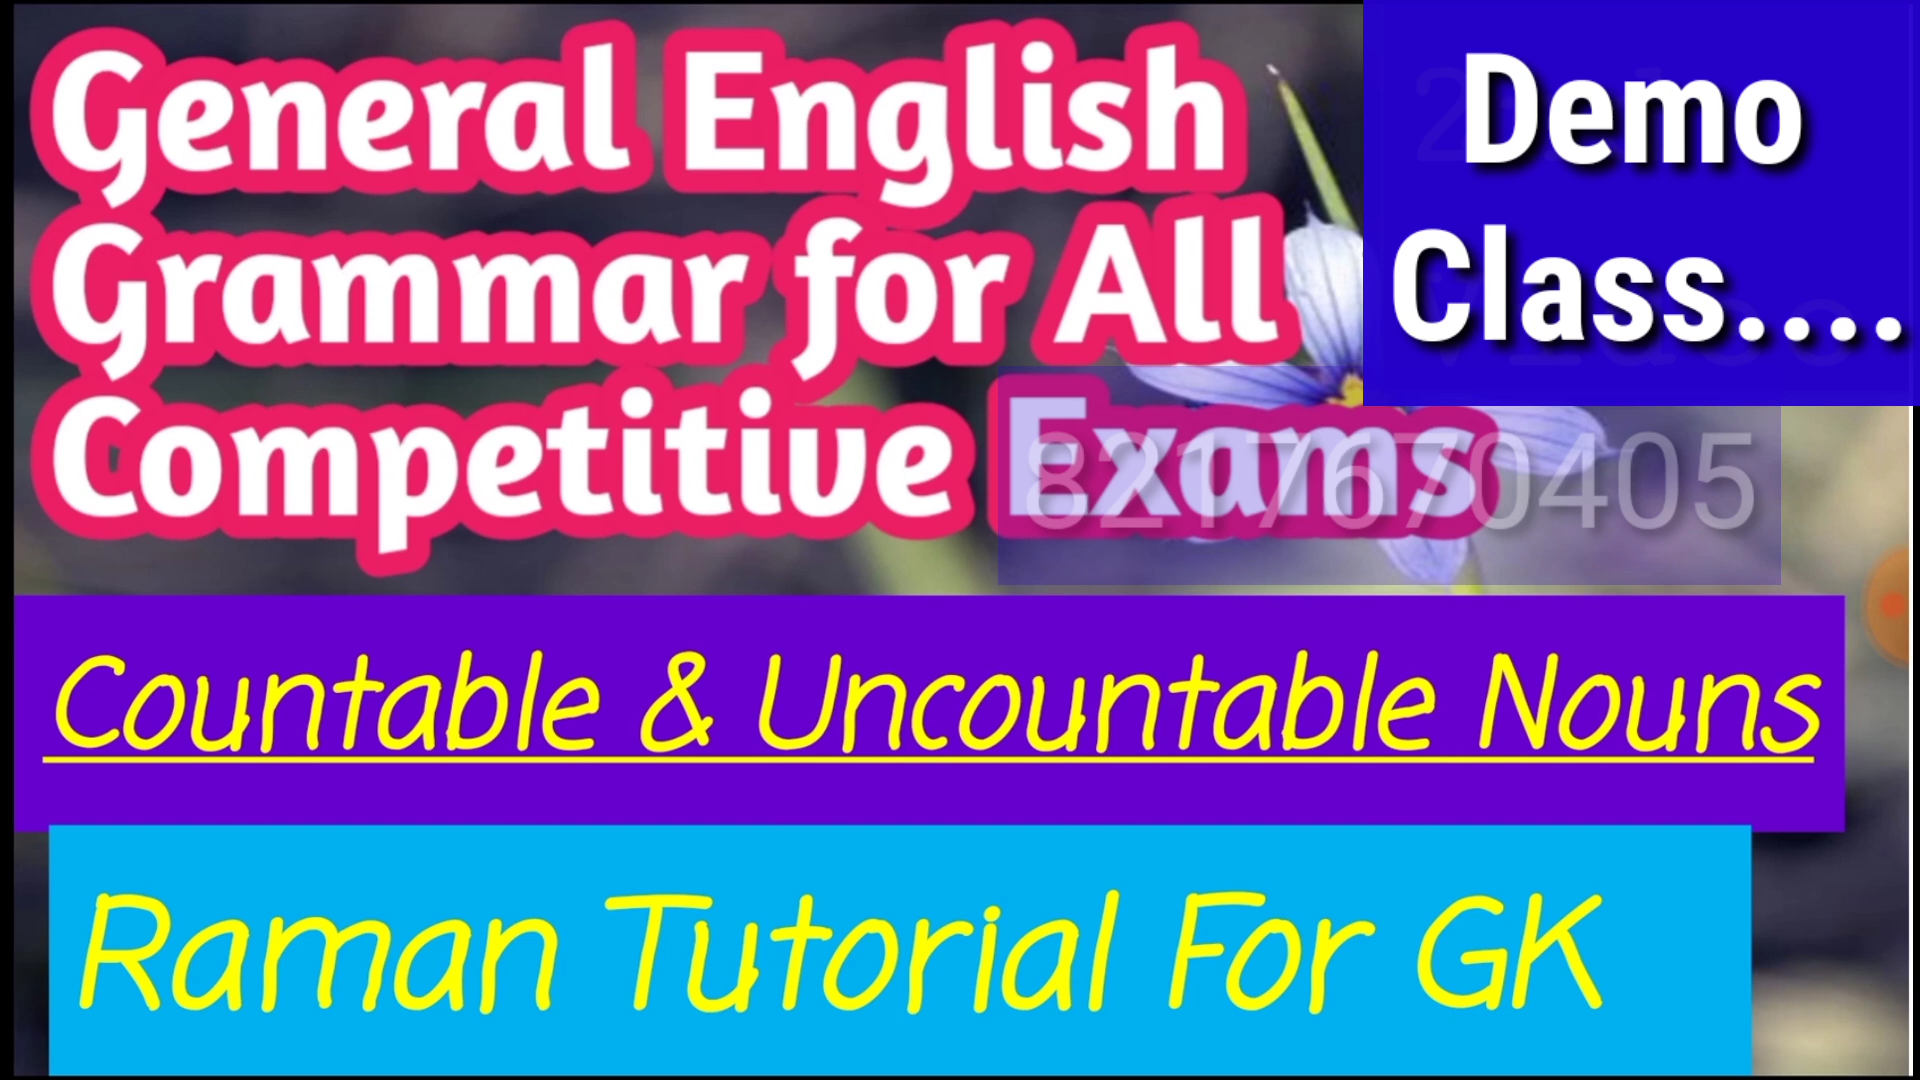 General English
Grammar for All
Competitive Exams
Demo
Class....
8217670405
Countable & Uncountable Nouns
Raman Tutorial For GK